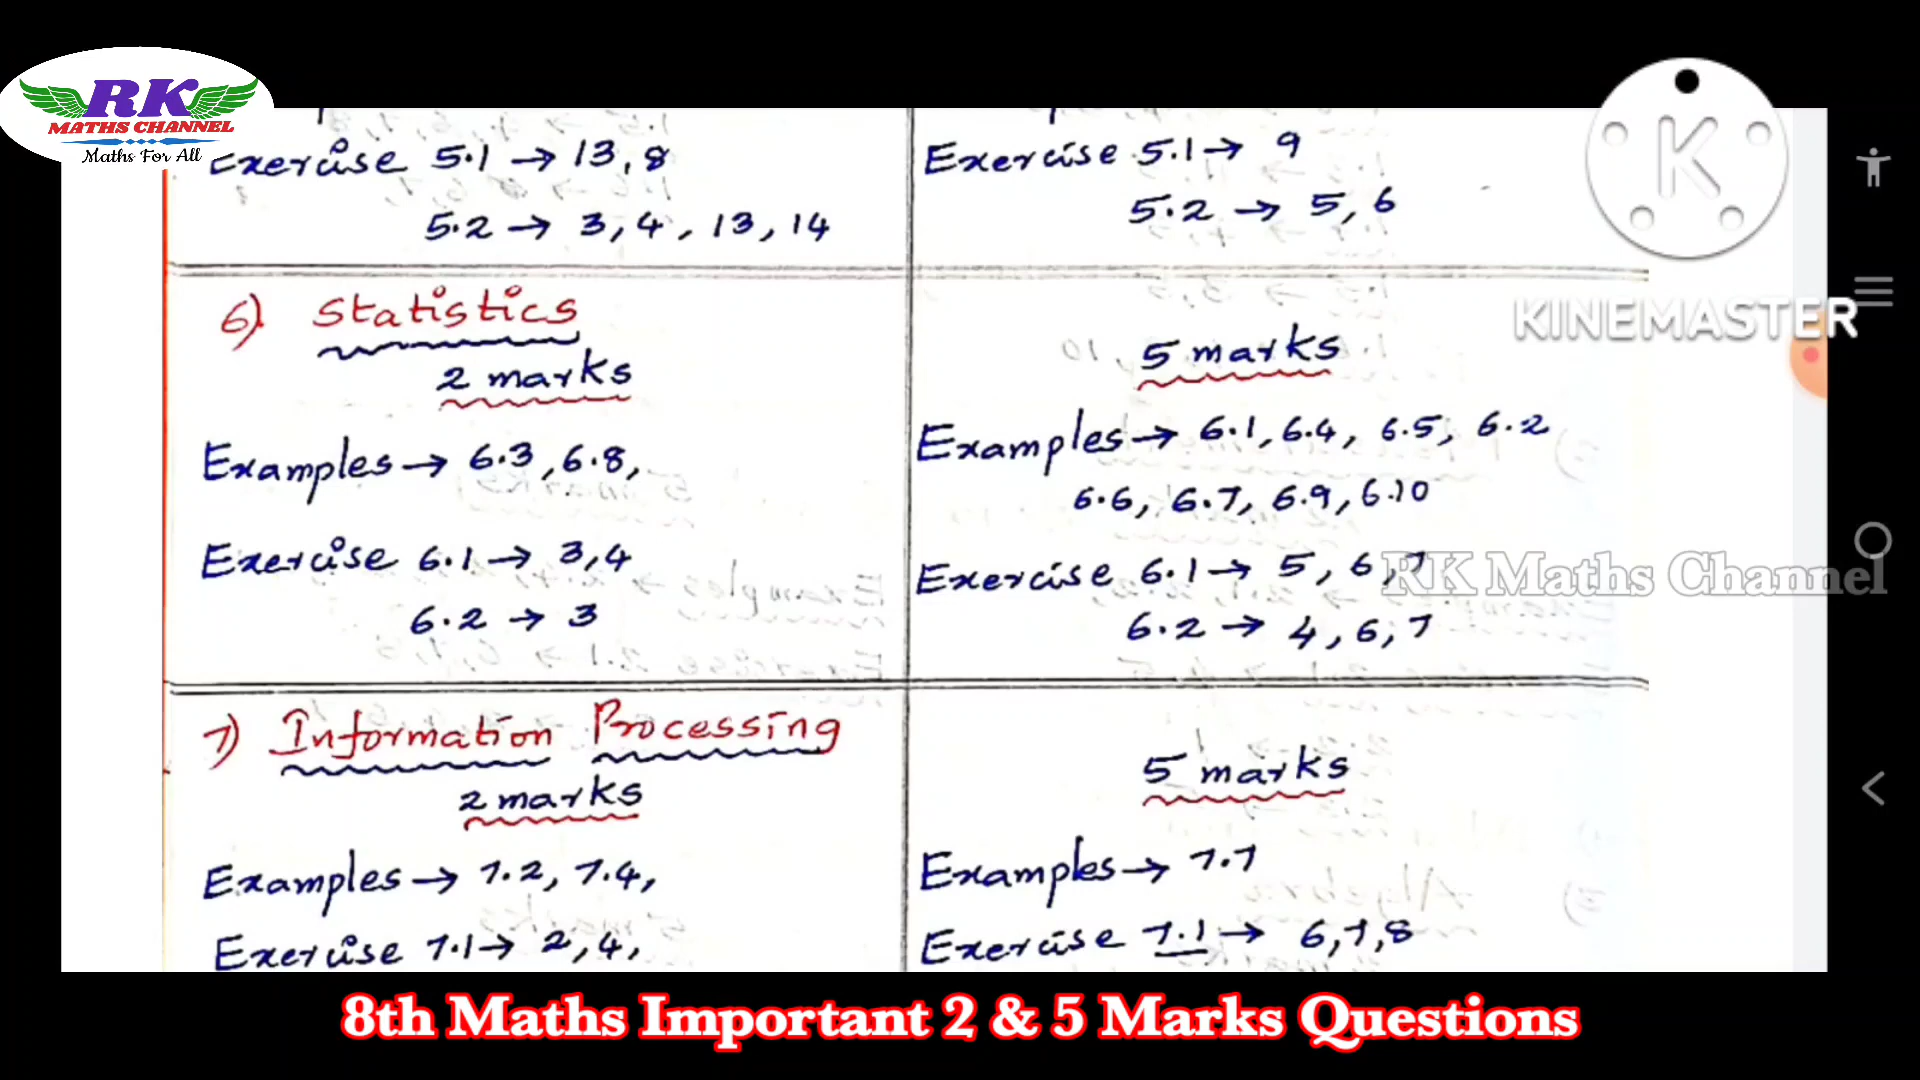 RK
MATHS CHANNEL
Maths For All
Exercise 5.1 → 13, 8
5.2 → 3, 4, 13, 14
Exercise 5.1 → 9
5.2 → 5, 6
K
KINEMASTER
6) Statistics
2 marks
Examples → 6.3, 6.8,
Exercise 6.1 → 3, 4
6.2 → 3
5 marks
Examples → 6.1, 6.4, 6.5, 6.2
6.6, 6.7, 6.9, 6.10
Exercise 6.1 → 5, 6, 7
6.2 → 4, 6, 7
RK Maths Channel
7) Information Processing
2 marks
Examples → 7.2, 7.4,
Exercise 7.1 → 2, 4,
5 marks
Examples → 7.7
Exercise 7.1 → 6, 7, 8
8th Maths Important 2 & 5 Marks Questions